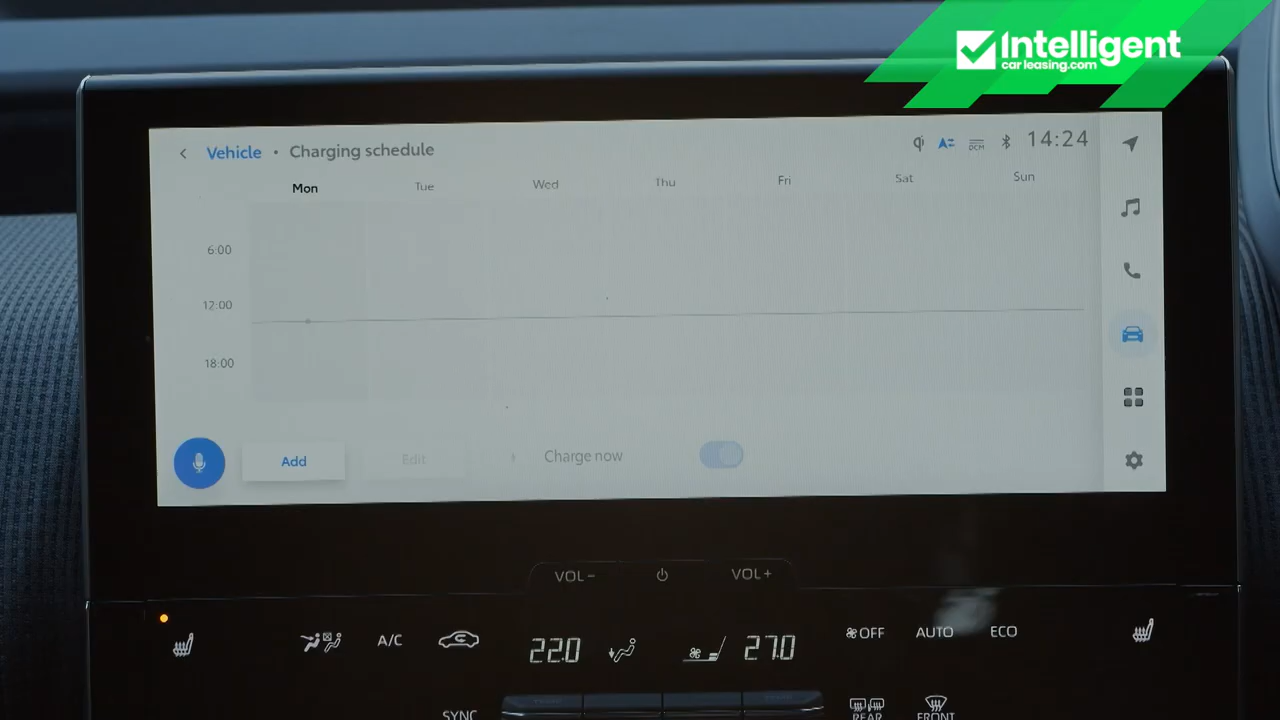 Intelligent
carleasing.com
Vehicle • Charging schedule
DCM
14:24
Mon Tue Wed Thu Fri Sat Sun
6:00
12:00
18:00
Add Edit Charge now
VOL- VOL+
A/C 22.0 27.0 OFF AUTO ECO
SYNC REAR FRONT